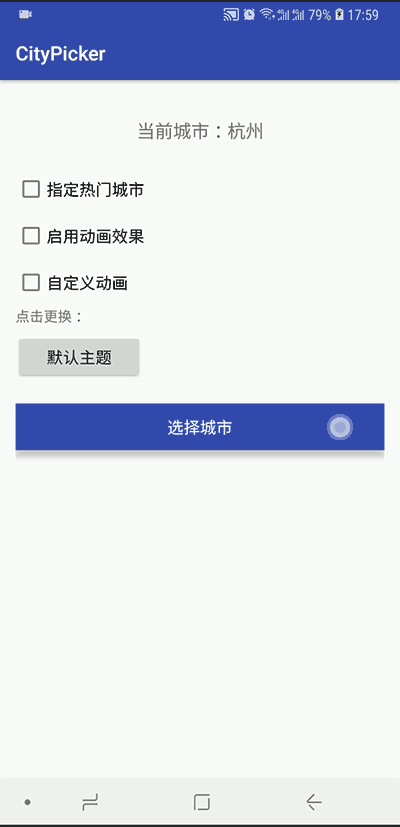 79% 17:59
CityPicker
当前城市：杭州
指定热门城市
启用动画效果
自定义动画
点击更换：
默认主题
选择城市